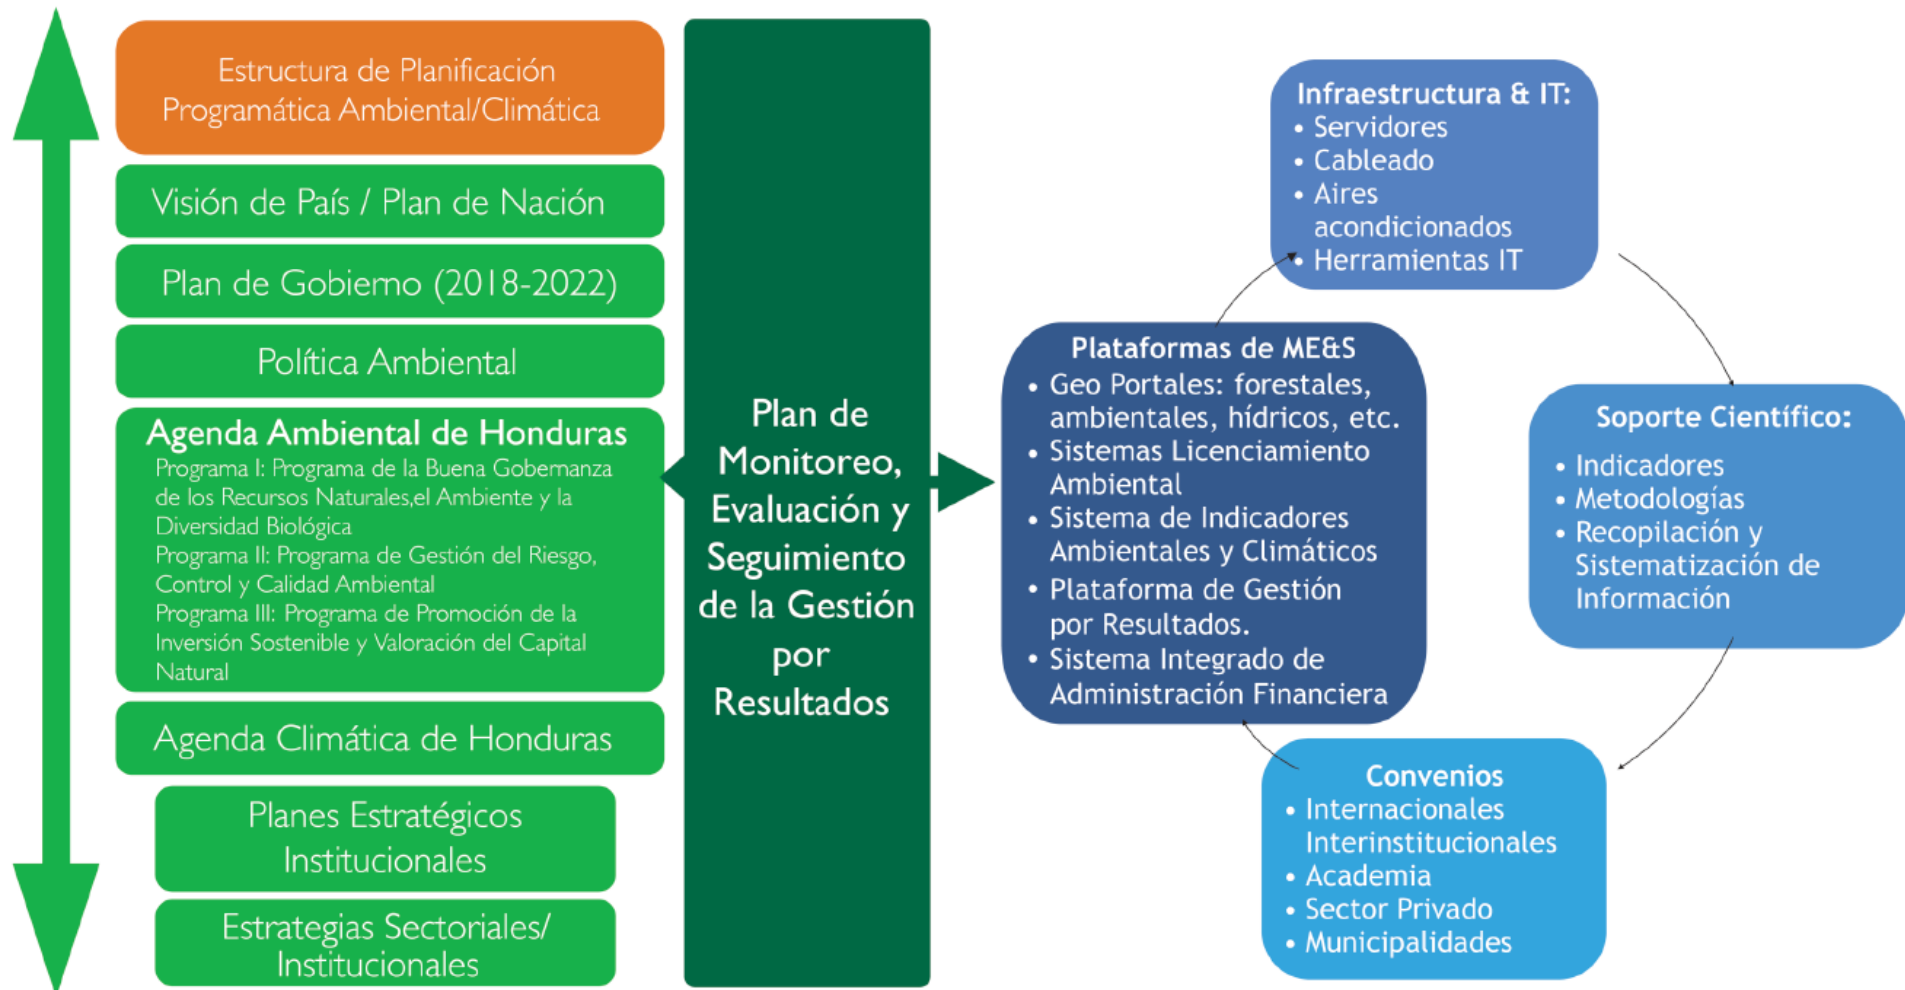 Estructura de Planificación
Programática Ambiental/Climática
Visión de País / Plan de Nación
Plan de Gobierno (2018-2022)
Política Ambiental
Agenda Ambiental de Honduras
Programa I: Programa de la Buena Gobernanza
de los Recursos Naturales,el Ambiente y la
Diversidad Biológica
Programa II: Programa de Gestión del Riesgo,
Control y Calidad Ambiental
Programa III: Programa de Promoción de la
Inversión Sostenible y Valoración del Capital
Natural
Agenda Climática de Honduras
Planes Estratégicos
Institucionales
Estrategias Sectoriales/
Institucionales
Plan de
Monitoreo,
Evaluación y
Seguimiento
de la Gestión
por
Resultados
Plataformas de ME&S
• Geo Portales: forestales,
ambientales, hídricos, etc.
• Sistemas Licenciamiento
Ambiental
• Sistema de Indicadores
Ambientales y Climáticos
• Plataforma de Gestión
por Resultados.
• Sistema Integrado de
Administración Financiera
Infraestructura & IT:
• Servidores
• Cableado
• Aires
acondicionados
• Herramientas IT
Soporte Científico:
• Indicadores
• Metodologías
• Recopilación y
Sistematización de
Información
Convenios
• Internacionales
Interinstitucionales
• Academia
• Sector Privado
• Municipalidades